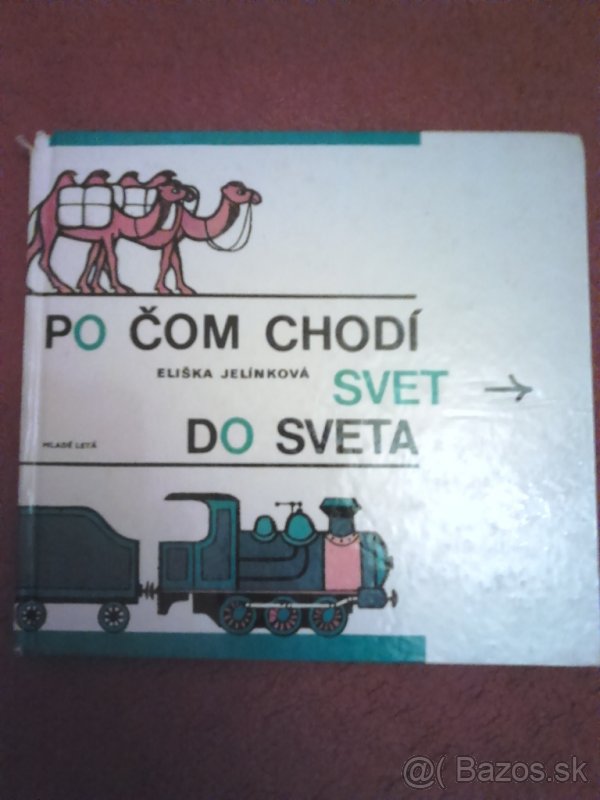 PO ČOM CHODÍ
ELIŠKA JELÍNKOVÁ
SVET →
DO SVETA
MLADÉ LETÁ
@( Bazos.sk